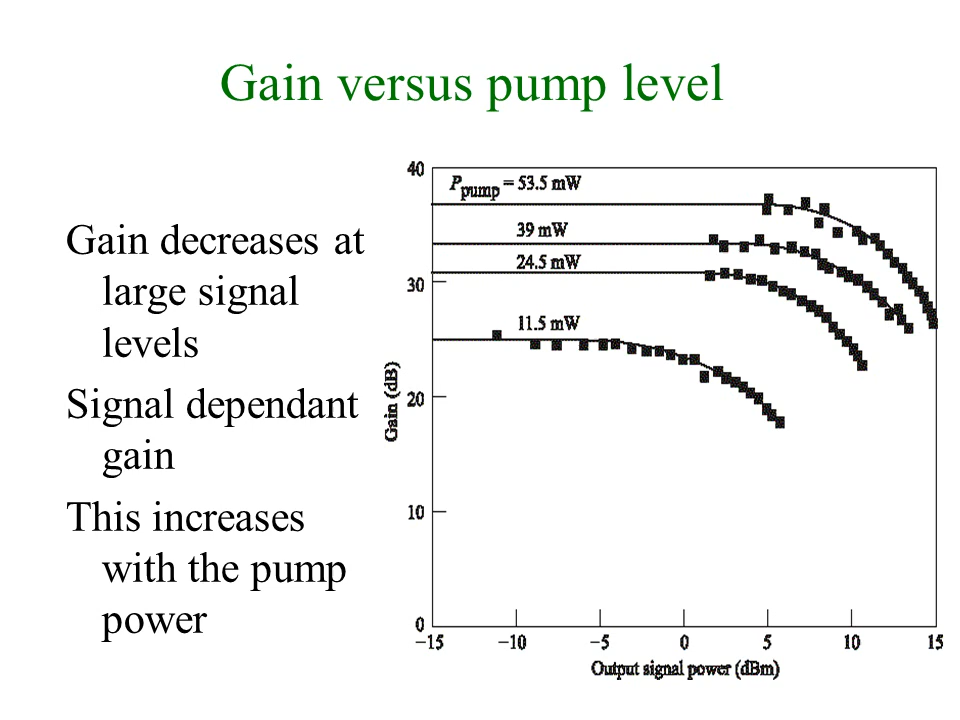 Gain versus pump level
Gain decreases at
large signal
levels
Signal dependant
gain
This increases
with the pump
power
40
30
20
10
0
Gain (dB)
Ppump = 53.5 mW
39 mW
24.5 mW
11.5 mW
−15 −10 −5 0 5 10 15
Output signal power (dBm)